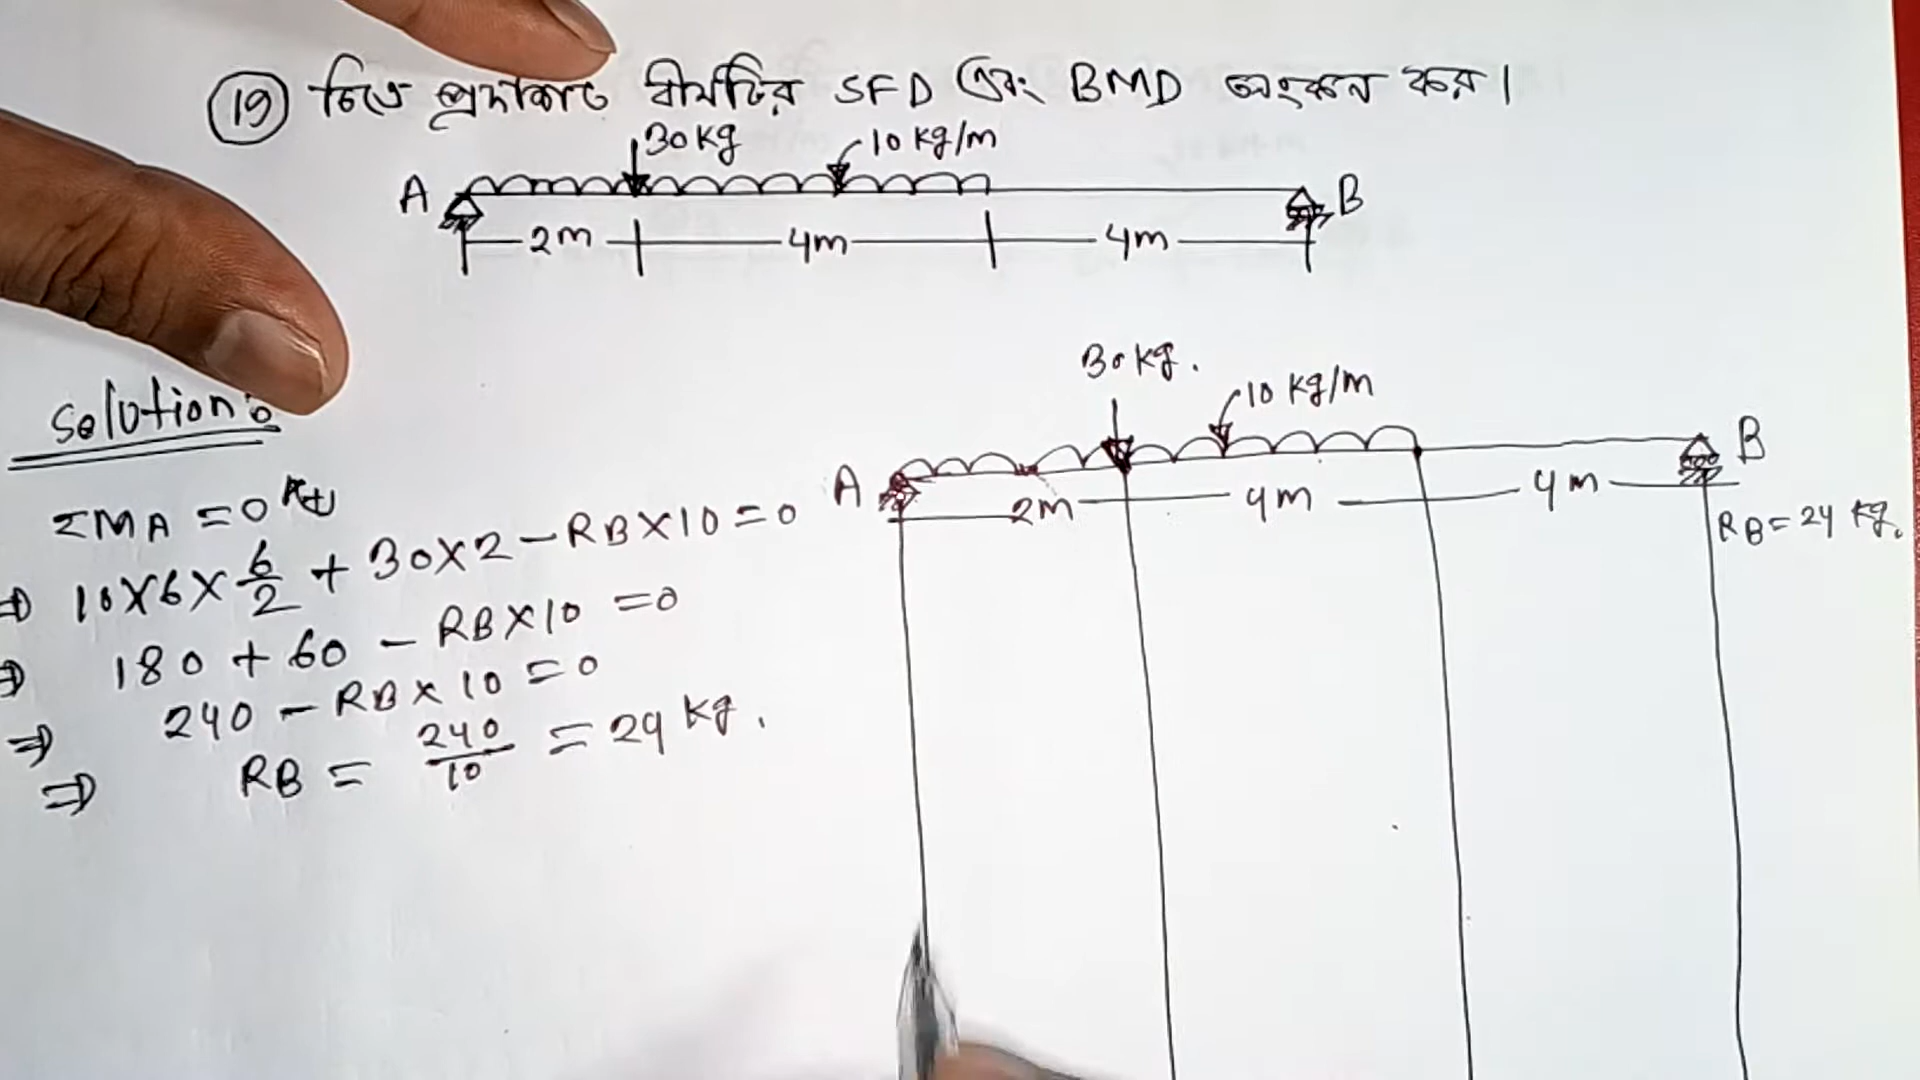 19 চিত্রে প্রদর্শিত বীমটির SFD এবং BMD অংকন কর।
30 kg 10 kg/m
A B
2m 4m 4m
Solution:
ΣMA = 0
⇒ 10×6×6/2 + 30×2 - RB×10 = 0
⇒ 180 + 60 - RB×10 = 0
⇒ 240 - RB×10 = 0
⇒ RB = 240/10 = 24 kg.
30 kg.
10 kg/m
A B
2m 4m 4m
RB = 24 kg.